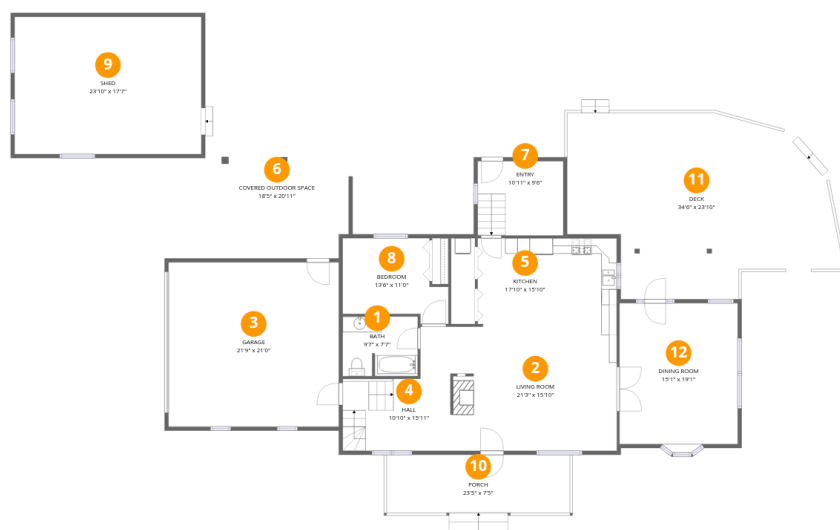 9
SHED
23'10" x 17'7"
6
COVERED OUTDOOR SPACE
18'5" x 20'11"
7
ENTRY
10'11" x 9'8"
11
DECK
34'6" x 23'10"
8
BEDROOM
13'6" x 11'0"
5
KITCHEN
17'10" x 15'10"
3
GARAGE
21'9" x 21'0"
1
BATH
9'7" x 7'7"
2
LIVING ROOM
21'3" x 15'10"
12
DINING ROOM
15'1" x 19'1"
4
HALL
10'10" x 15'11"
10
PORCH
23'5" x 7'5"